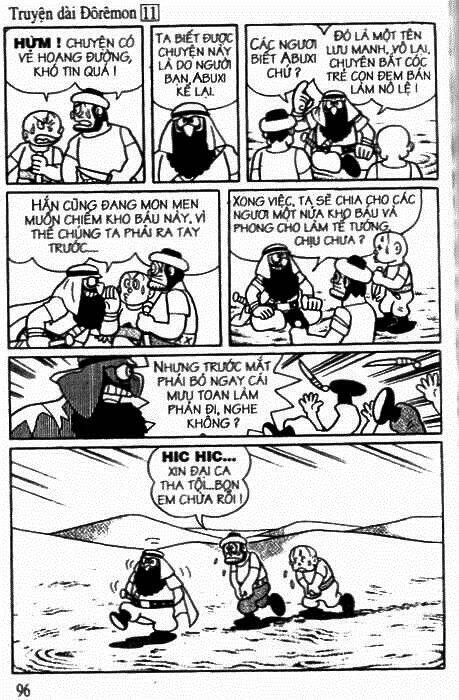 Truyện dài Đôrêmon 11
HỪM ! CHUYỆN CÓ
VẺ HOANG ĐƯỜNG,
KHÓ TIN QUÁ !
TA BIẾT ĐƯỢC
CHUYỆN NÀY
LÀ DO NGƯỜI
BẠN, ABUXI
KỂ LẠI.
CÁC NGƯƠI
BIẾT ABUXI
CHỨ ?
ĐÓ LÀ MỘT TÊN
LƯU MANH, VÔ LẠI,
CHUYÊN BẮT CÓC
TRẺ CON ĐEM BÁN
LÀM NÔ LỆ !
HẮN CŨNG ĐANG MON MEN
MUỐN CHIẾM KHO BÁU NÀY. VÌ
THẾ CHÚNG TA PHẢI RA TAY
TRƯỚC....
XONG VIỆC, TA SẼ CHIA CHO CÁC
NGƯƠI MỘT NỬA KHO BÁU VÀ
PHONG CHO LÀM TỂ TƯỚNG,
CHỊU CHƯA ?
NHƯNG TRƯỚC MẮT
PHẢI BỎ NGAY CÁI
MƯU TOAN LÀM
PHẢN ĐI, NGHE
KHÔNG ?
HIC HIC...
XIN ĐẠI CA
THA TỘI...BỌN
EM CHỪA RỒI !
96